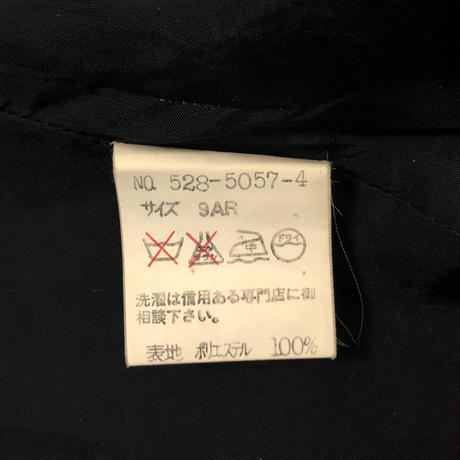 NO. 528-5057-4
サイズ 9AR
ドライ
洗濯は信用ある専門店に御
相談下さい。
表地 ポリエステル 100%